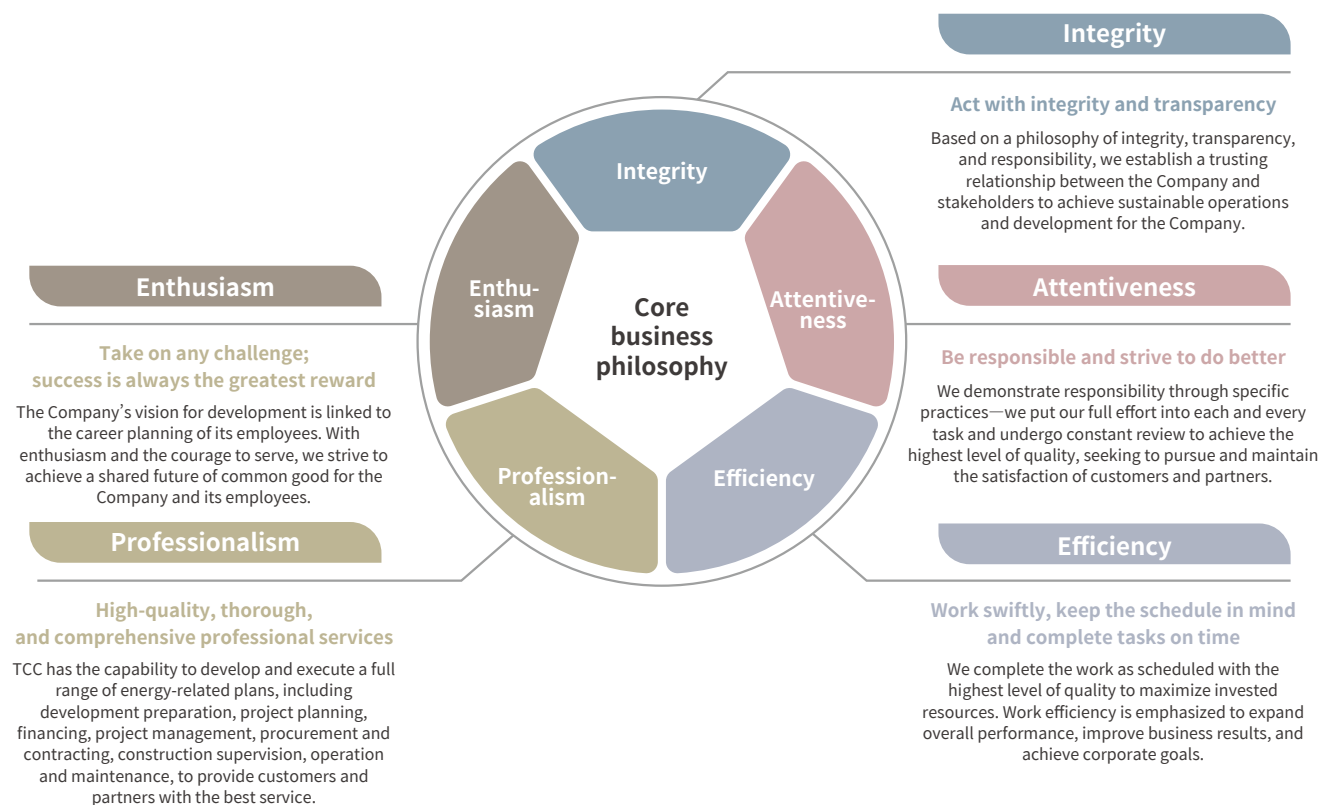 Integrity
Act with integrity and transparency
Based on a philosophy of integrity, transparency,
and responsibility, we establish a trusting
relationship between the Company and
stakeholders to achieve sustainable operations
and development for the Company.
Integrity
Enthu-
siasm
Attentive-
ness
Core
business
philosophy
Profession-
alism
Efficiency
Enthusiasm
Take on any challenge;
success is always the greatest reward
The Company’s vision for development is linked to
the career planning of its employees. With
enthusiasm and the courage to serve, we strive to
achieve a shared future of common good for the
Company and its employees.
Attentiveness
Be responsible and strive to do better
We demonstrate responsibility through specific
practices—we put our full effort into each and every
task and undergo constant review to achieve the
highest level of quality, seeking to pursue and maintain
the satisfaction of customers and partners.
Professionalism
High-quality, thorough,
and comprehensive professional services
TCC has the capability to develop and execute a full
range of energy-related plans, including
development preparation, project planning,
financing, project management, procurement and
contracting, construction supervision, operation
and maintenance, to provide customers and
partners with the best service.
Efficiency
Work swiftly, keep the schedule in mind
and complete tasks on time
We complete the work as scheduled with the
highest level of quality to maximize invested
resources. Work efficiency is emphasized to expand
overall performance, improve business results, and
achieve corporate goals.